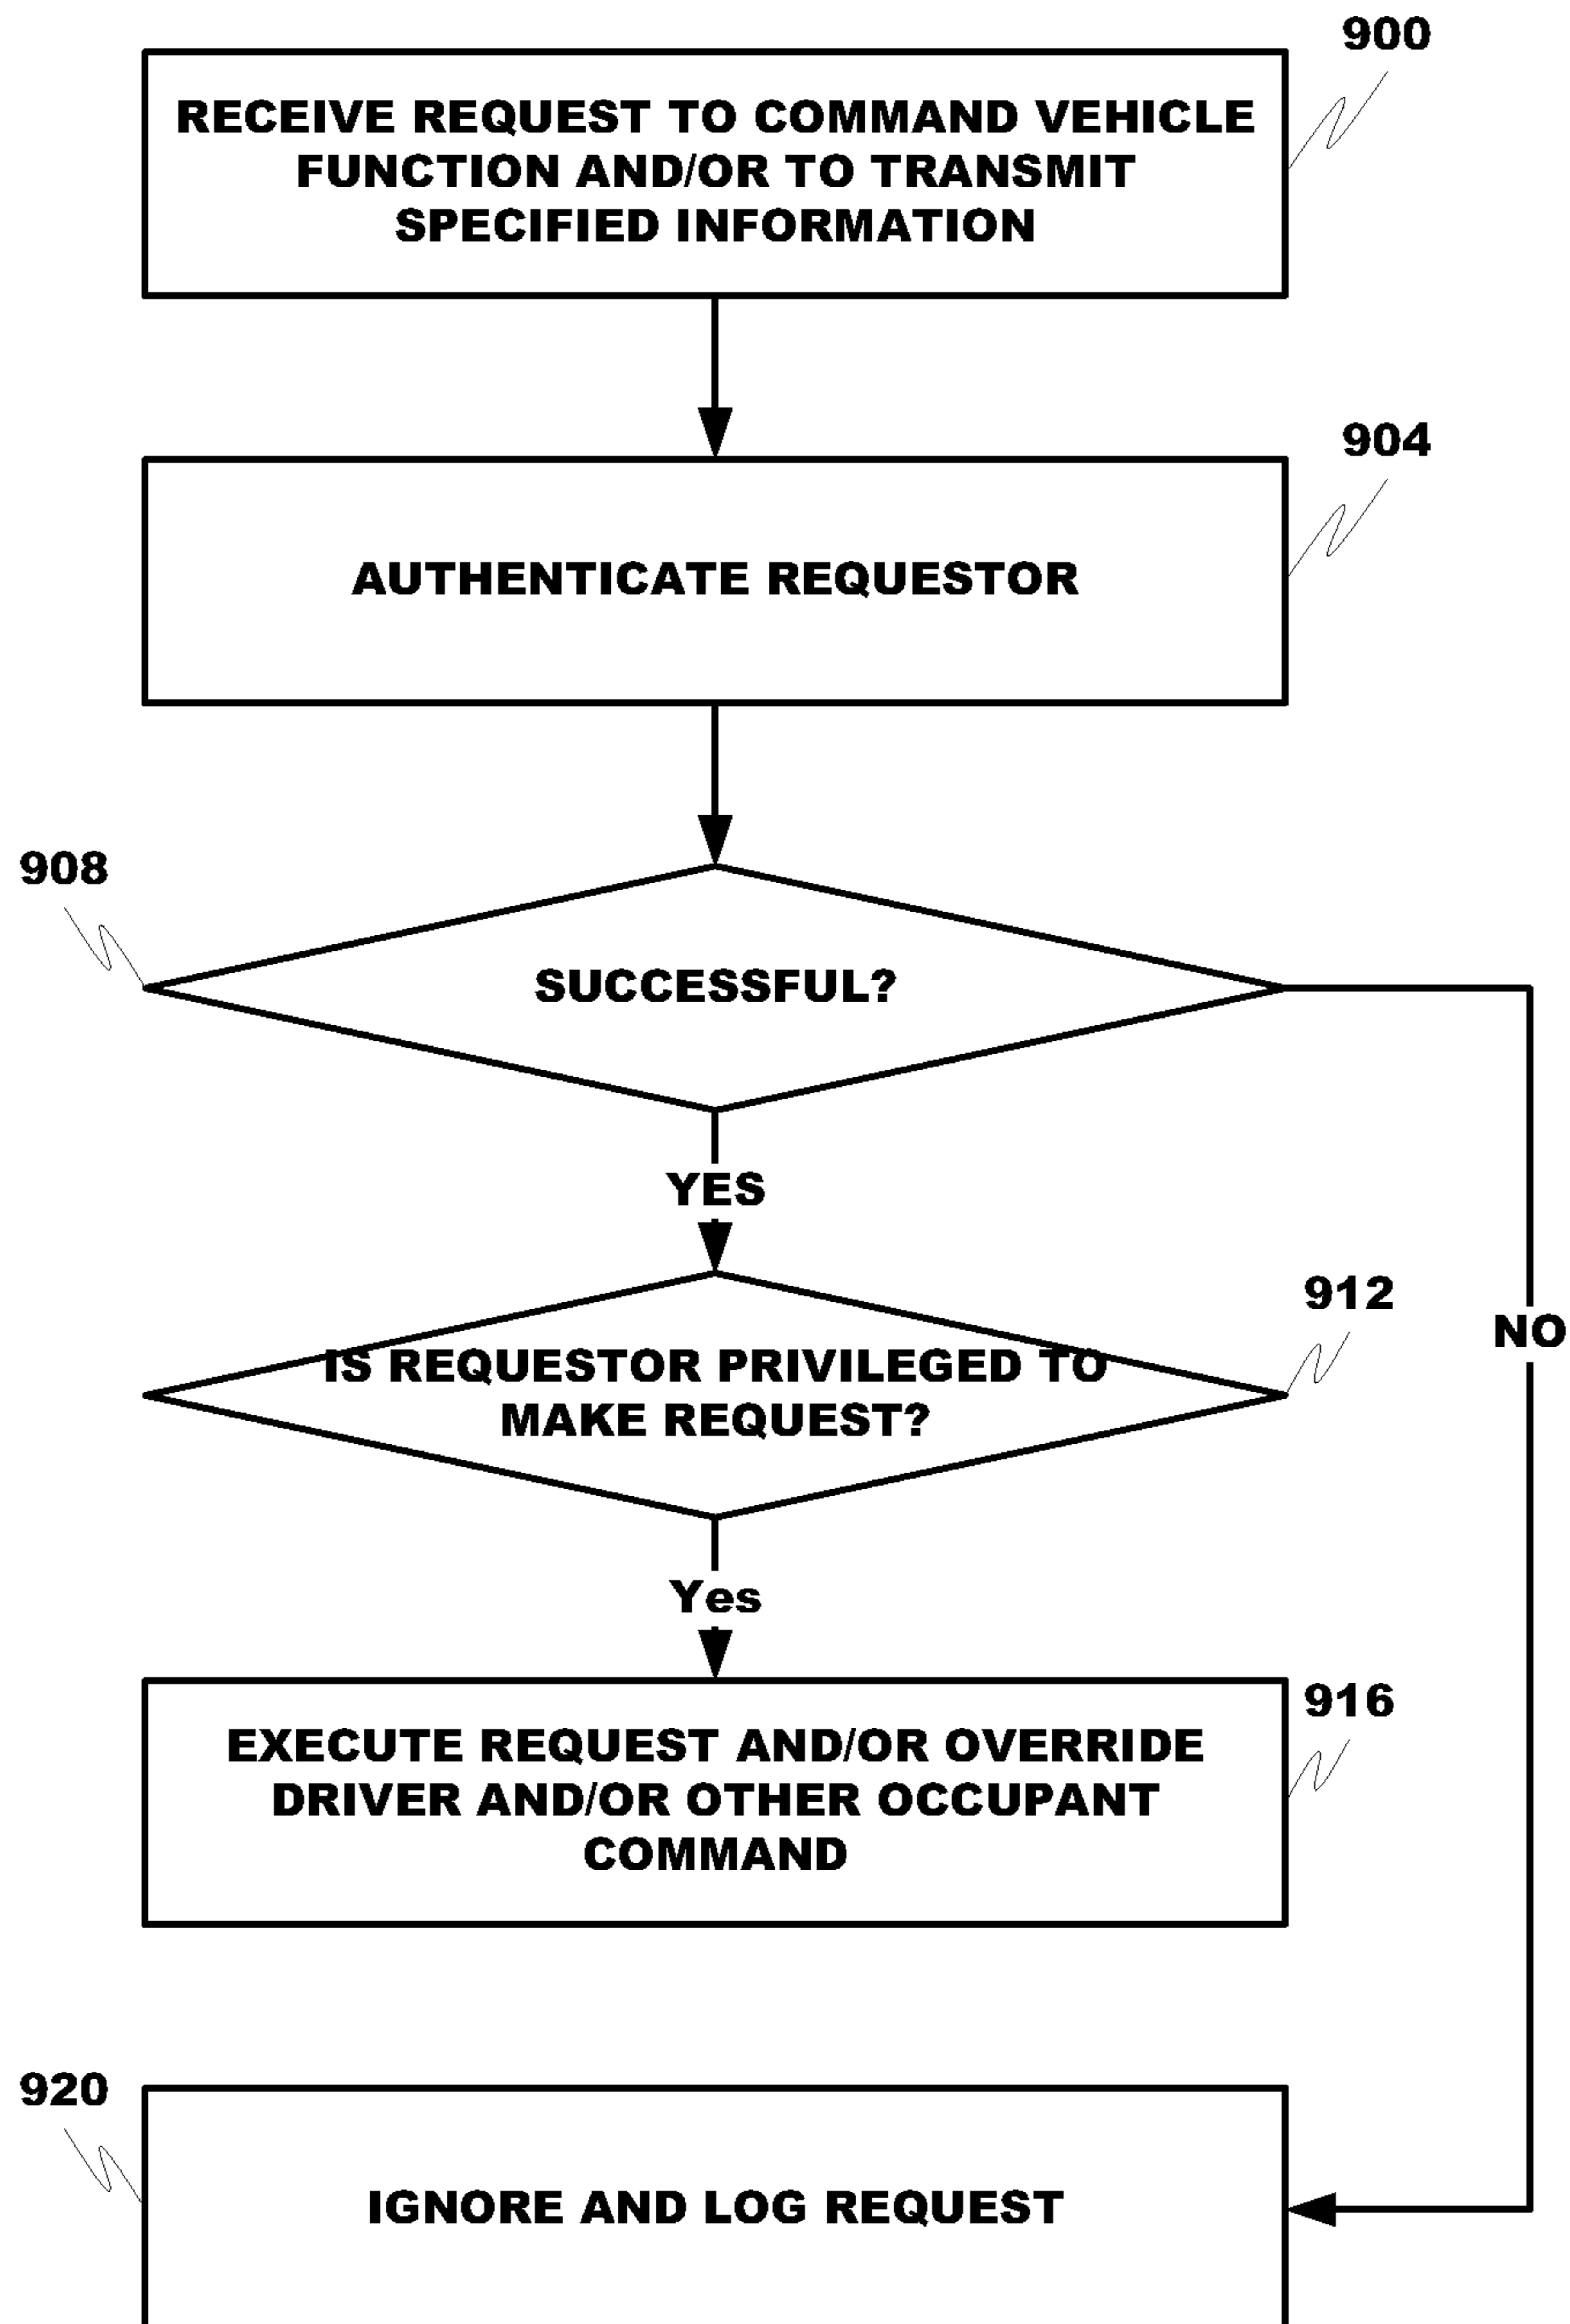 900
RECEIVE REQUEST TO COMMAND VEHICLE
FUNCTION AND/OR TO TRANSMIT
SPECIFIED INFORMATION
904
AUTHENTICATE REQUESTOR
908
SUCCESSFUL?
YES
912
NO
IS REQUESTOR PRIVILEGED TO
MAKE REQUEST?
Yes
916
EXECUTE REQUEST AND/OR OVERRIDE
DRIVER AND/OR OTHER OCCUPANT
COMMAND
920
IGNORE AND LOG REQUEST